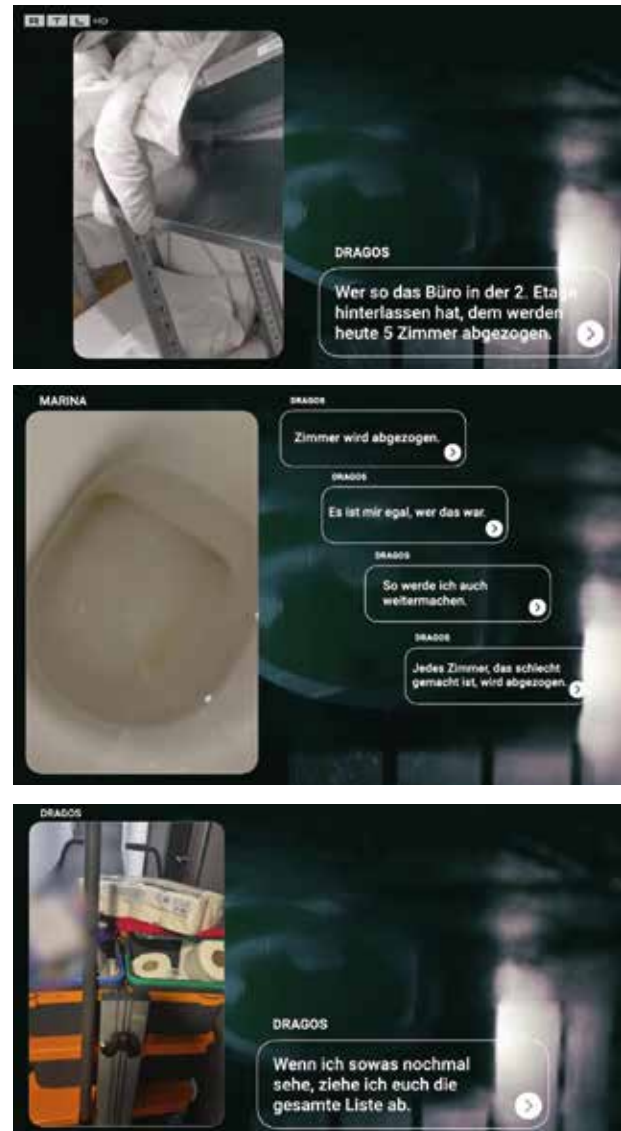 RTL HD
DRAGOS
Wer so das Büro in der 2. Etage
hinterlassen hat, dem werden
heute 5 Zimmer abgezogen.
MARINA
DRAGOS
Zimmer wird abgezogen.
DRAGOS
Es ist mir egal, wer das war.
DRAGOS
So werde ich auch
weitermachen.
DRAGOS
Jedes Zimmer, das schlecht
gemacht ist, wird abgezogen.
DRAGOS
DRAGOS
Wenn ich sowas nochmal
sehe, ziehe ich euch die
gesamte Liste ab.